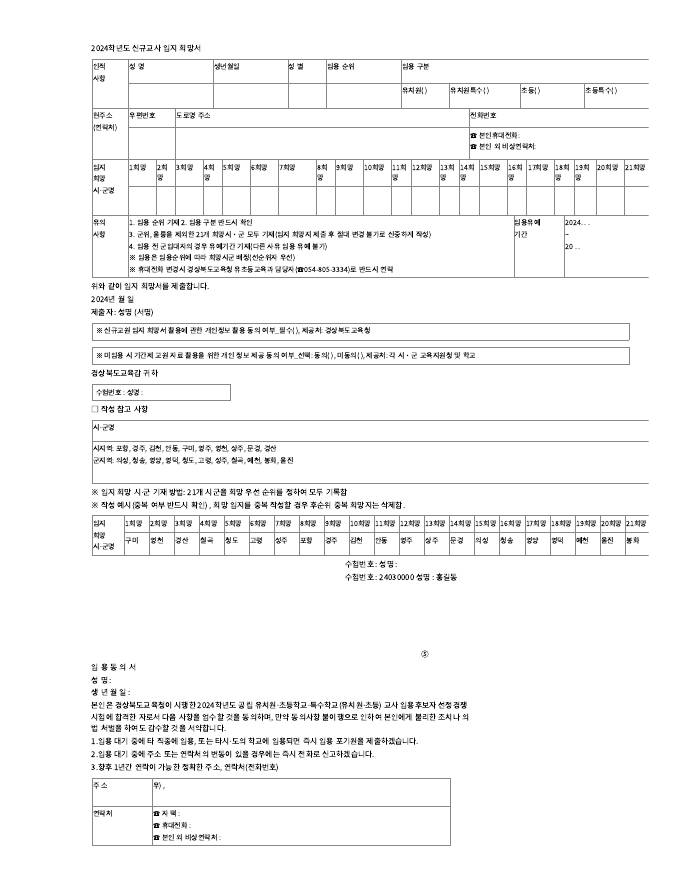 2024학년도 신규교사 임지 희망서
인적 사항
성 명 생년월일 성 별 임용 순위 임용 구분
유치원( ) 유치원특수( ) 초등( ) 초등특수( )
현주소 (연락처)
우편번호 도로명 주소 전화번호
☎ 본인휴대전화:
☎ 본인 외 비상연락처:
임지 희망 시·군명
1희망 2희망 3희망 4희망 5희망 6희망 7희망 8희망 9희망 10희망 11희망 12희망 13희망 14희망 15희망 16희망 17희망 18희망 19희망 20희망 21희망
유의 사항
1. 임용 순위 기재 2. 임용 구분 반드시 확인
3. 군위, 울릉을 제외한 21개 희망시·군 모두 기재(임지 희망지 제출 후 절대 변경 불가로 신중하게 작성)
4. 임용 전 군입대자의 경우 유예기간 기재(다른 사유 임용 유예 불가)
※ 임용은 임용순위에 따라 희망시군 배정(선순위자 우선)
※ 휴대전화 변경시 경상북도교육청 유초등교육과 담당자(☎054-805-3334)로 반드시 연락
임용유예 기간
2024. . .
~
20 . . .
위와 같이 임지 희망서를 제출합니다.
2024년 월 일
제출자 : 성명 (서명)
※ 신규교원 임지 희망서 활용에 관한 개인정보 활용 동의 여부_필수( ), 제공처: 경상북도교육청
※ 미임용 시 기간제 교원 자료 활용을 위한 개인 정보 제공 동의 여부_선택: 동의( ), 미동의( ), 제공처: 각 시·군 교육지원청 및 학교
경상북도교육감 귀하
수험번호 : 성명 :
□ 작성 참고 사항
시·군명
시지역: 포항, 경주, 김천, 안동, 구미, 영주, 영천, 상주, 문경, 경산
군지역: 의성, 청송, 영양, 영덕, 청도, 고령, 성주, 칠곡, 예천, 봉화, 울진
※ 임지 희망 시·군 기재 방법: 21개 시군을 희망 우선 순위를 정하여 모두 기록함
※ 작성 예시(중복 여부 반드시 확인) , 희망 임지를 중복 작성할 경우 후순위 중복 희망지는 삭제함 .
임지 희망 시·군명
1희망 2희망 3희망 4희망 5희망 6희망 7희망 8희망 9희망 10희망 11희망 12희망 13희망 14희망 15희망 16희망 17희망 18희망 19희망 20희망 21희망
구미 영천 경산 칠곡 청도 고령 성주 포항 경주 김천 안동 영주 상주 문경 의성 청송 영양 영덕 예천 울진 봉화
수험번호 : 성명 :
수험번호 : 24030000 성명 : 홍길동
⑤
임 용 동 의 서
성 명 :
생 년 월 일 :
본인은 경상북도교육청이 시행한 2024학년도 공립 유치원·초등학교·특수학교(유치원·초등) 교사 임용후보자 선정경쟁
시험에 합격한 자로서 다음 사항을 엄수할 것을 동의하며, 만약 동의사항 불이행으로 인하여 본인에게 불리한 조치나 의
법 처벌을 하여도 감수할 것을 서약합니다.
1.임용 대기 중에 타 직종에 임용, 또는 타시·도의 학교에 임용되면 즉시 임용 포기원을 제출하겠습니다.
2.임용 대기 중에 주소 또는 연락처의 변동이 있을 경우에는 즉시 전화로 신고하겠습니다.
3.향후 1년간 연락이 가능한 정확한 주소, 연락처(전화번호)
주 소 우) ,
연락처 ☎ 자 택 :
☎ 휴대전화 :
☎ 본인 외 비상연락처 :